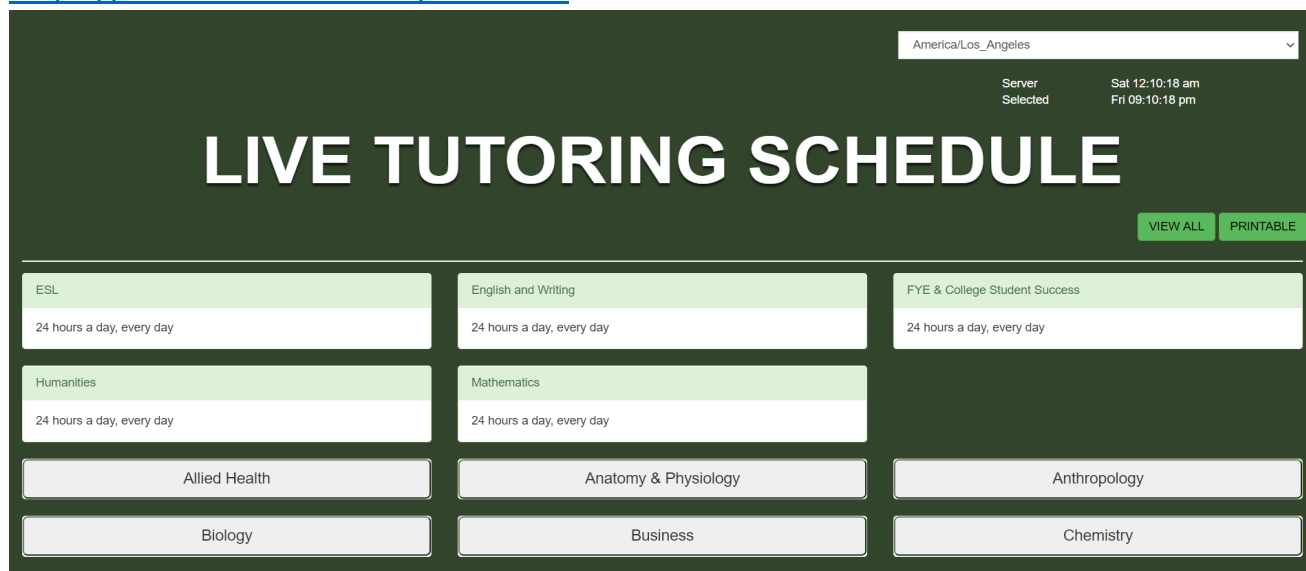 America/Los_Angeles
Server Sat 12:10:18 am
Selected Fri 09:10:18 pm
LIVE TUTORING SCHEDULE
VIEW ALL PRINTABLE
ESL English and Writing FYE & College Student Success
24 hours a day, every day 24 hours a day, every day 24 hours a day, every day
Humanities Mathematics
24 hours a day, every day 24 hours a day, every day
Allied Health Anatomy & Physiology Anthropology
Biology Business Chemistry